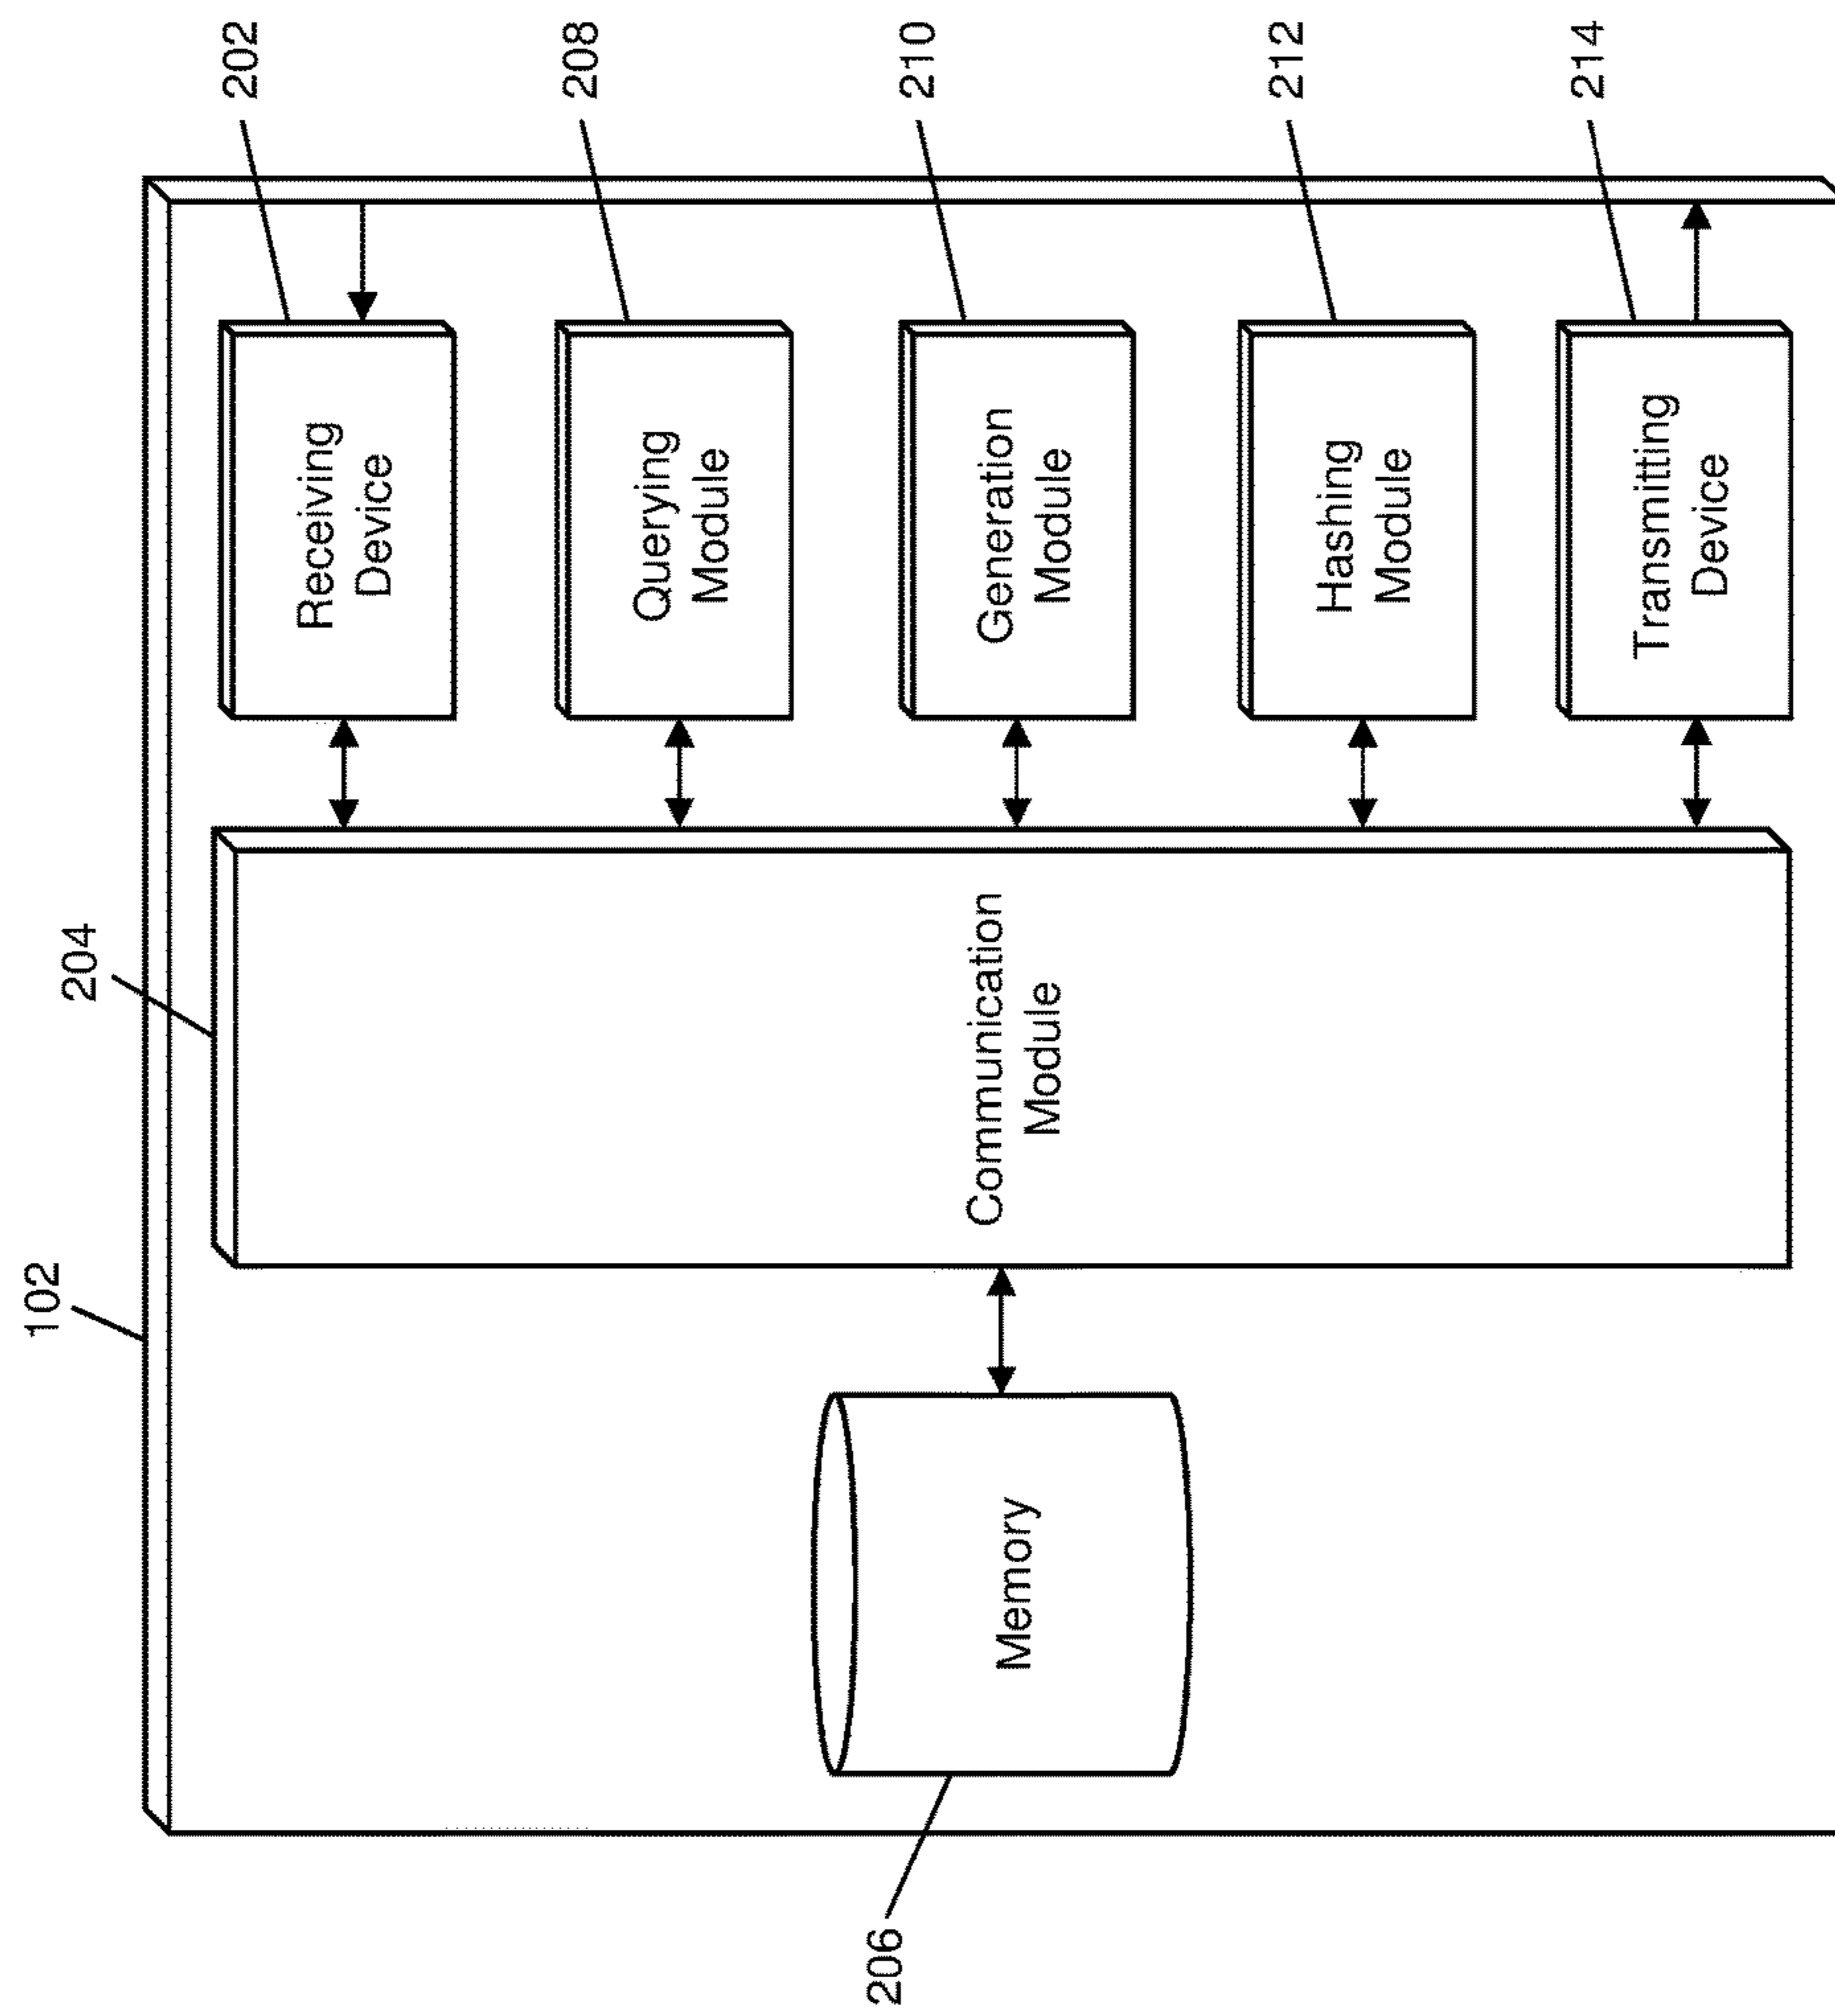 102
204
202
Receiving
Device
208
Querying
Module
210
Generation
Module
212
Hashing
Module
214
Transmitting
Device
Communication
Module
Memory
206